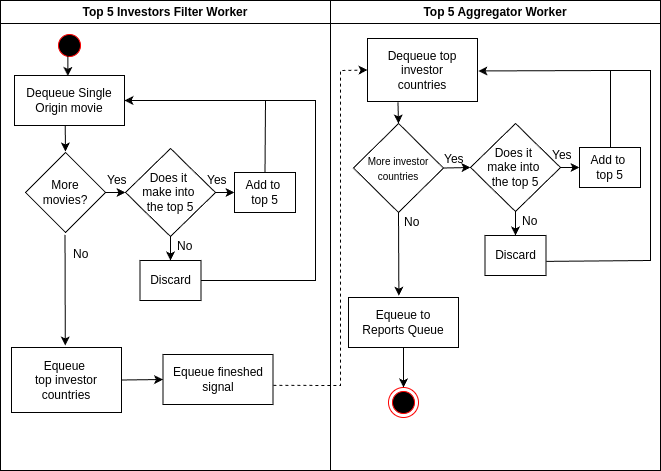 Top 5 Investors Filter Worker
Dequeue Single
Origin movie
More
movies?
Yes
Does it
make into
the top 5
Yes
Add to
top 5
No
Discard
No
Equeue
top investor
countries
Equeue fineshed
signal
Top 5 Aggregator Worker
Dequeue top
investor
countries
More investor
countries
Yes
Does it
make into
the top 5
Yes
Add to
top 5
No
Discard
No
Equeue to
Reports Queue